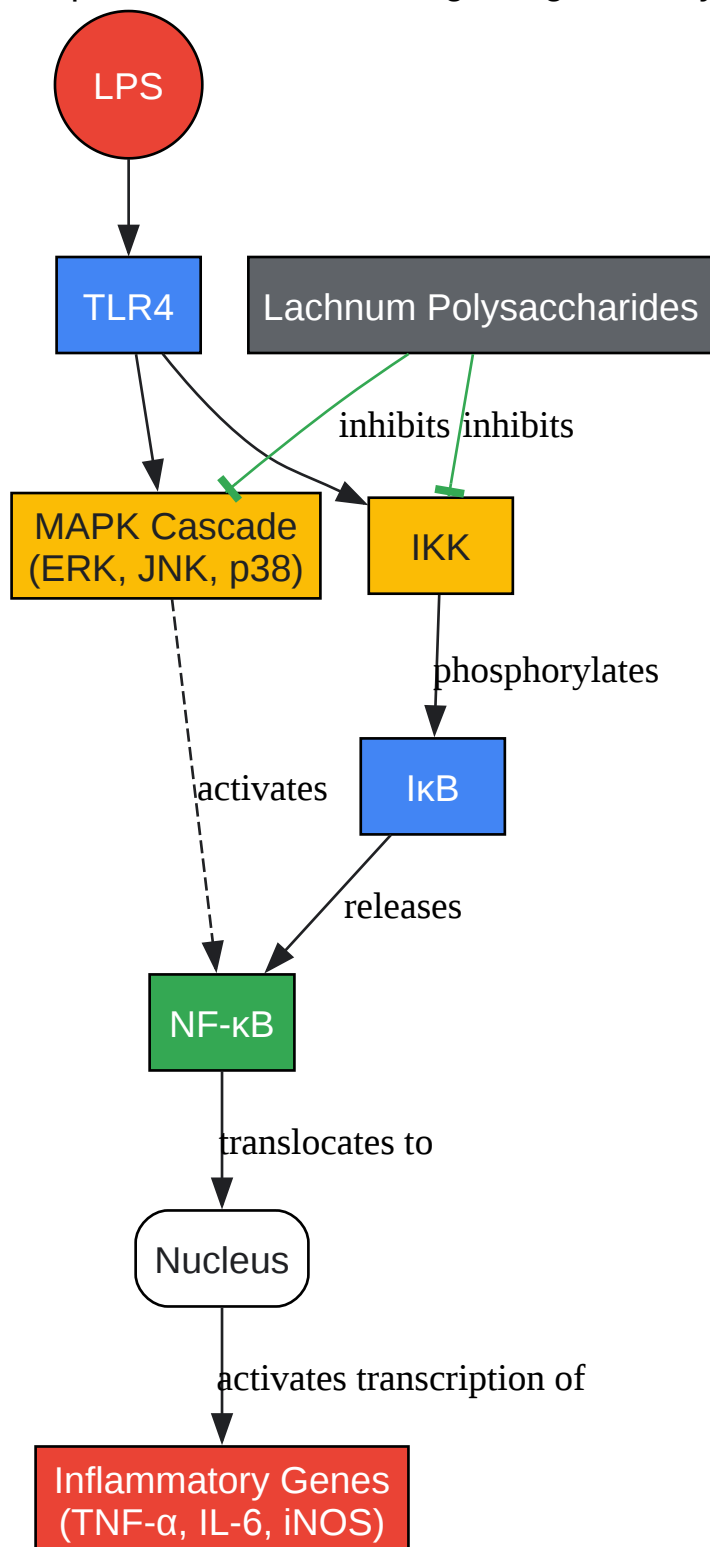 LPS
TLR4
Lachnum Polysaccharides
inhibits
inhibits
MAPK Cascade
(ERK, JNK, p38)
IKK
phosphorylates
IκB
activates
releases
NF-κB
translocates to
Nucleus
activates transcription of
Inflammatory Genes
(TNF-α, IL-6, iNOS)